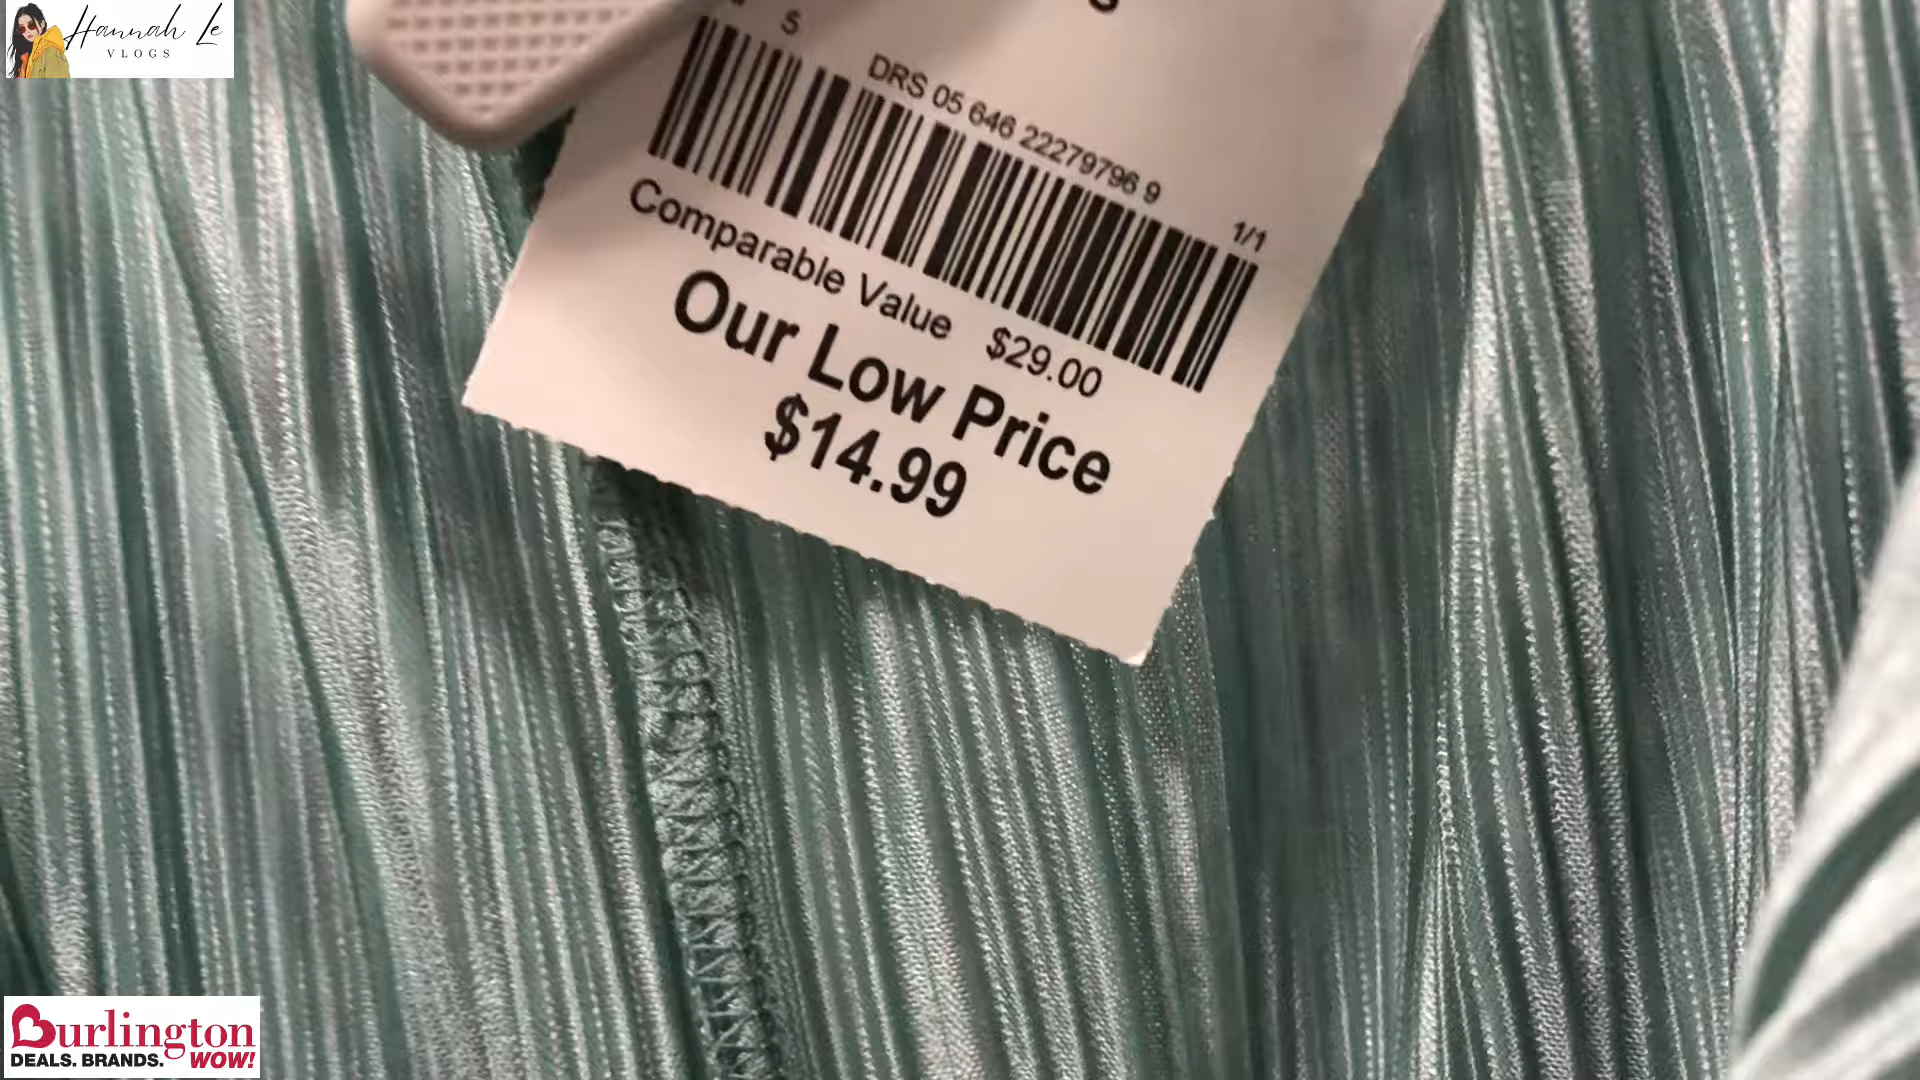 Hannah Le
VLOGS
S
5
DRS 05 646 22279796 9
1/1
Comparable Value $29.00
Our Low Price
$14.99
Burlington
DEALS. BRANDS. WOW!